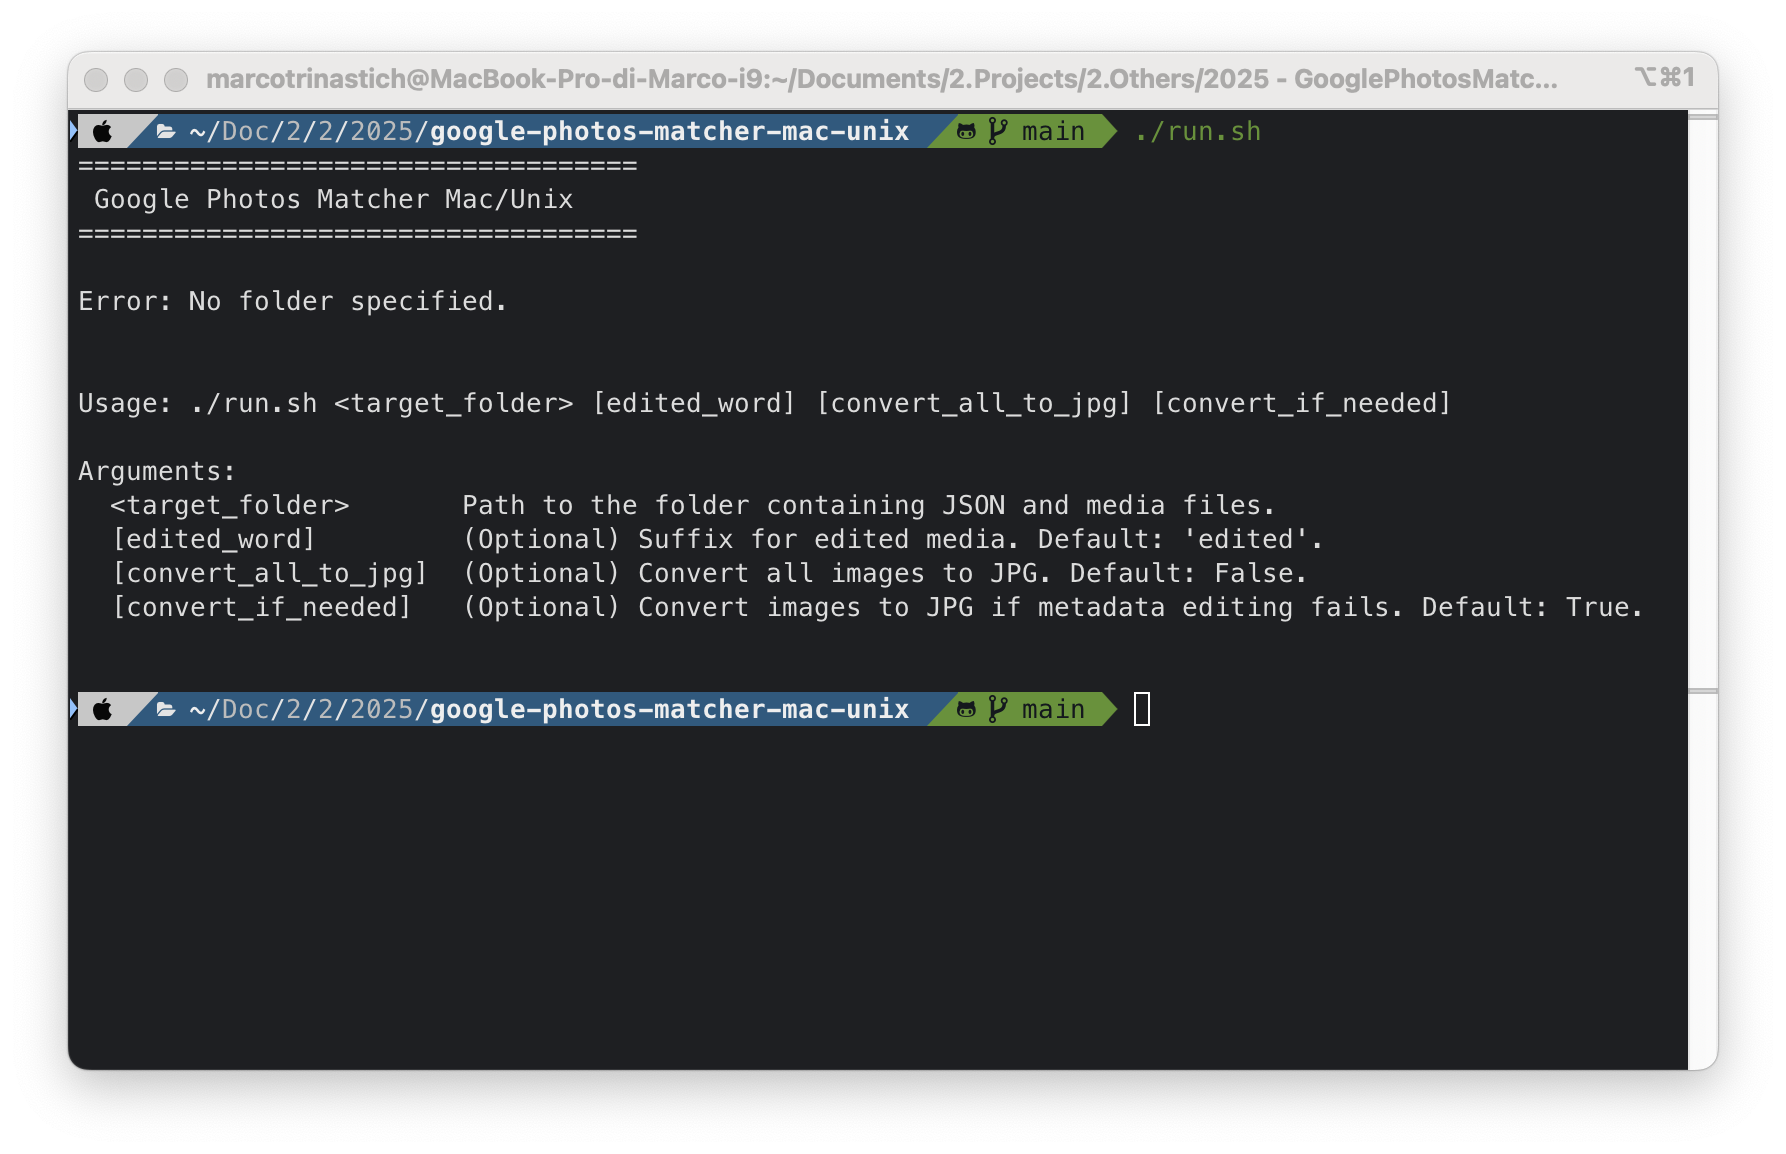 marcotrinastich@MacBook-Pro-di-Marco-i9:~/Documents/2.Projects/2.Others/2025 - GooglePhotosMatc... ⌥⌘1
~/Doc/2/2/2025/google-photos-matcher-mac-unix main ./run.sh
===================================
Google Photos Matcher Mac/Unix
===================================
Error: No folder specified.
Usage: ./run.sh <target_folder> [edited_word] [convert_all_to_jpg] [convert_if_needed]
Arguments:
<target_folder> Path to the folder containing JSON and media files.
[edited_word] (Optional) Suffix for edited media. Default: 'edited'.
[convert_all_to_jpg] (Optional) Convert all images to JPG. Default: False.
[convert_if_needed] (Optional) Convert images to JPG if metadata editing fails. Default: True.
~/Doc/2/2/2025/google-photos-matcher-mac-unix main